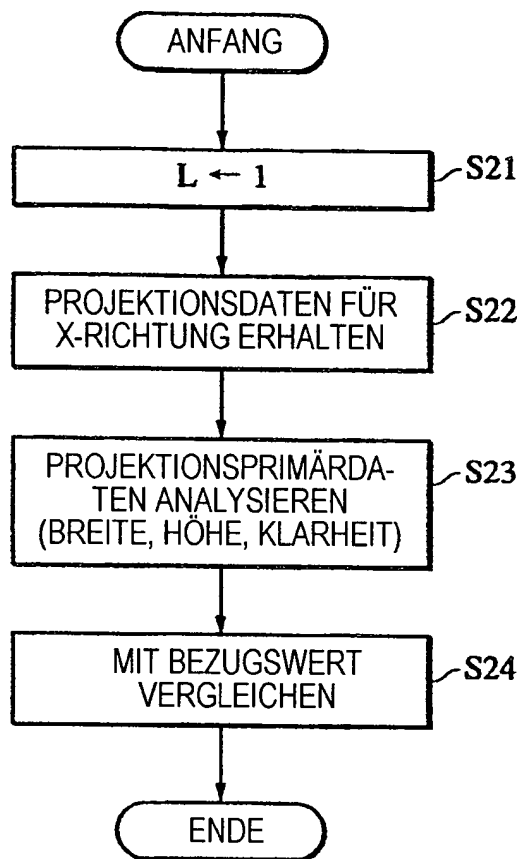 ANFANG
L ← 1
S21
PROJEKTIONSDATEN FÜR
X-RICHTUNG ERHALTEN
S22
PROJEKTIONSPRIMÄRDA-
TEN ANALYSIEREN
(BREITE, HÖHE, KLARHEIT)
S23
MIT BEZUGSWERT
VERGLEICHEN
S24
ENDE